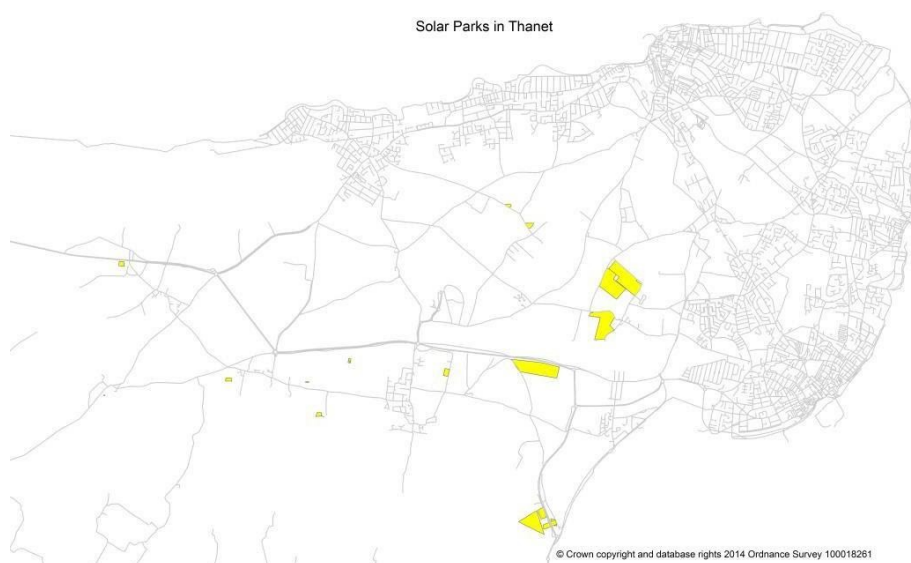 Solar Parks in Thanet
© Crown copyright and database rights 2014 Ordnance Survey 100018261